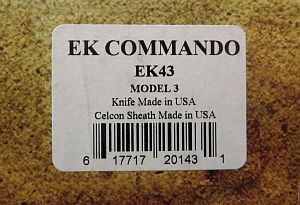 EK COMMANDO
EK43
MODEL 3
Knife Made in USA
Celcon Sheath Made in USA
6 17717 20143 1